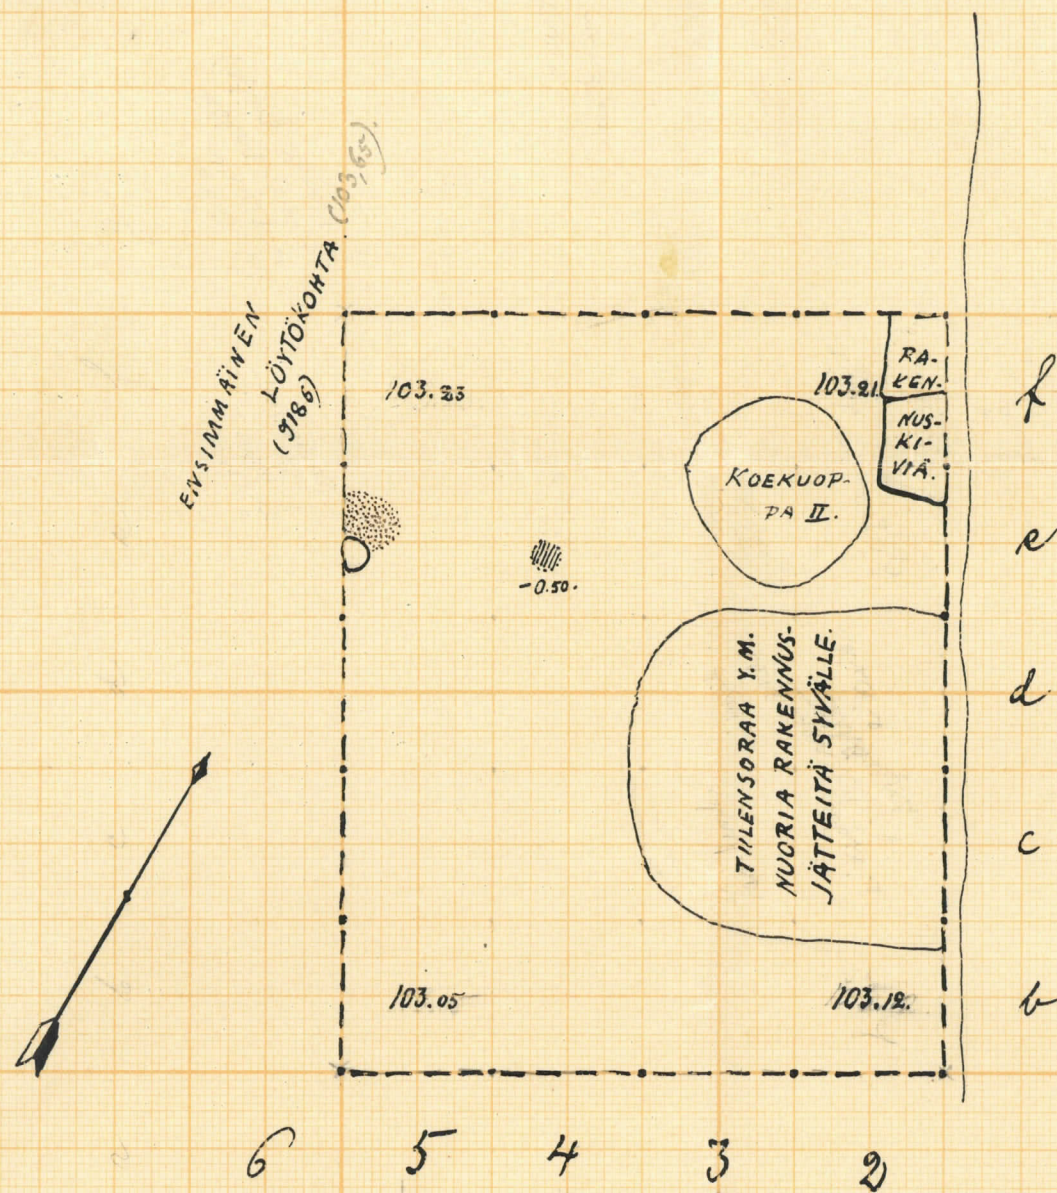 ENSIMMÄINEN
LÖYTÖKOHTA. (103,65).
(9186)
103.23
103.21.
RA-
KEN-
NUS-
KI-
VIÄ.
f
KOEKUOP-
PA II.
e
-0.50.
TIILENSORAA Y.M.
NUORIA RAKENNUS-
JÄTTEITÄ SYVÄLLE.
d
c
103.05
103.12.
b
6 5 4 3 2